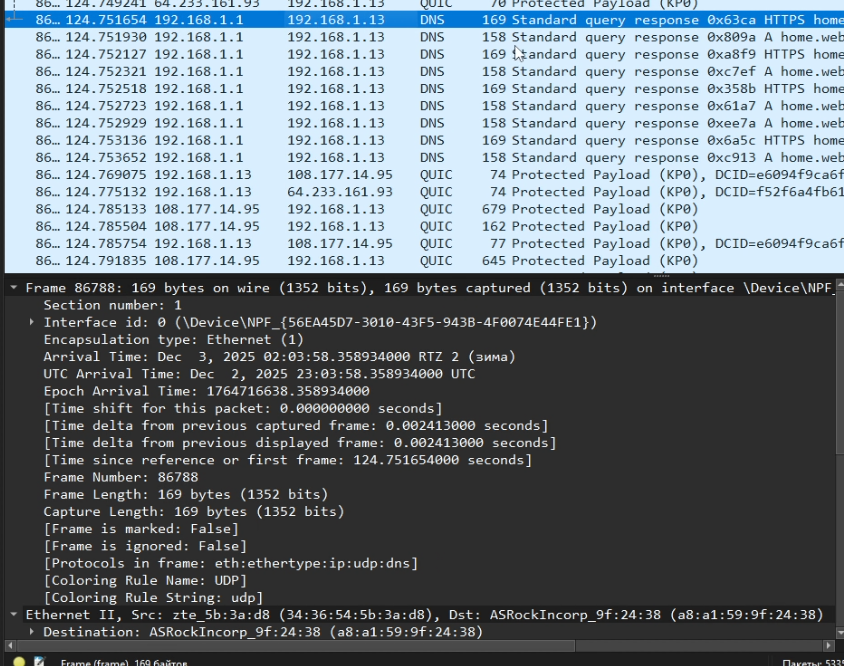 86… 124.749241 64.233.161.93 192.168.1.13 QUIC 70 Protected Payload (KP0)
86… 124.751654 192.168.1.1 192.168.1.13 DNS 169 Standard query response 0x63ca HTTPS home
86… 124.751930 192.168.1.1 192.168.1.13 DNS 158 Standard query response 0x809a A home.web
86… 124.752127 192.168.1.1 192.168.1.13 DNS 169 Standard query response 0xa8f9 HTTPS home
86… 124.752321 192.168.1.1 192.168.1.13 DNS 158 Standard query response 0xc7ef A home.web
86… 124.752518 192.168.1.1 192.168.1.13 DNS 169 Standard query response 0x358b HTTPS home
86… 124.752723 192.168.1.1 192.168.1.13 DNS 158 Standard query response 0x61a7 A home.web
86… 124.752929 192.168.1.1 192.168.1.13 DNS 158 Standard query response 0xee7a A home.web
86… 124.753136 192.168.1.1 192.168.1.13 DNS 169 Standard query response 0x6a5c HTTPS home
86… 124.753652 192.168.1.1 192.168.1.13 DNS 158 Standard query response 0xc913 A home.web
86… 124.769075 192.168.1.13 108.177.14.95 QUIC 74 Protected Payload (KP0), DCID=e6094f9ca6f
86… 124.775132 192.168.1.13 64.233.161.93 QUIC 74 Protected Payload (KP0), DCID=f52f6a4fb61
86… 124.785133 108.177.14.95 192.168.1.13 QUIC 679 Protected Payload (KP0)
86… 124.785504 108.177.14.95 192.168.1.13 QUIC 162 Protected Payload (KP0)
86… 124.785754 192.168.1.13 108.177.14.95 QUIC 77 Protected Payload (KP0), DCID=e6094f9ca6f
86… 124.791835 108.177.14.95 192.168.1.13 QUIC 645 Protected Payload (KP0)
Frame 86788: 169 bytes on wire (1352 bits), 169 bytes captured (1352 bits) on interface \Device\NPF_
Section number: 1
Interface id: 0 (\Device\NPF_{56EA45D7-3010-43F5-943B-4F0074E44FE1})
Encapsulation type: Ethernet (1)
Arrival Time: Dec  3, 2025 02:03:58.358934000 RTZ 2 (зима)
UTC Arrival Time: Dec  2, 2025 23:03:58.358934000 UTC
Epoch Arrival Time: 1764716638.358934000
[Time shift for this packet: 0.000000000 seconds]
[Time delta from previous captured frame: 0.002413000 seconds]
[Time delta from previous displayed frame: 0.002413000 seconds]
[Time since reference or first frame: 124.751654000 seconds]
Frame Number: 86788
Frame Length: 169 bytes (1352 bits)
Capture Length: 169 bytes (1352 bits)
[Frame is marked: False]
[Frame is ignored: False]
[Protocols in frame: eth:ethertype:ip:udp:dns]
[Coloring Rule Name: UDP]
[Coloring Rule String: udp]
Ethernet II, Src: zte_5b:3a:d8 (34:36:54:5b:3a:d8), Dst: ASRockIncorp_9f:24:38 (a8:a1:59:9f:24:38)
Destination: ASRockIncorp_9f:24:38 (a8:a1:59:9f:24:38)
Frame (frame), 169 байтов Пакеты: 5335